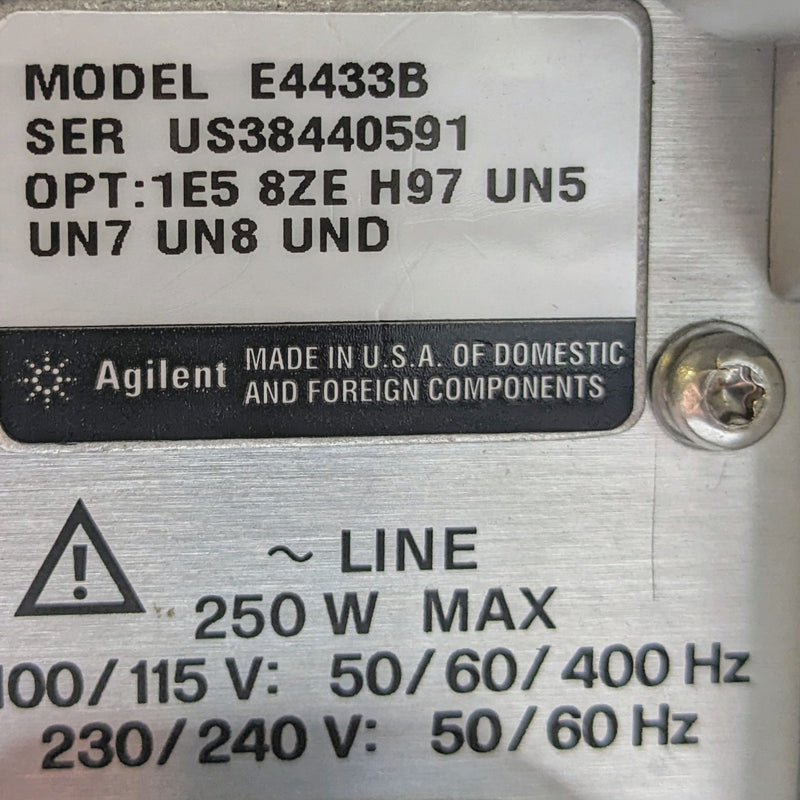 MODEL E4433B
SER US38440591
OPT:1E5 8ZE H97 UN5
UN7 UN8 UND
Agilent
MADE IN U.S.A. OF DOMESTIC
AND FOREIGN COMPONENTS
!
~ LINE
250 W MAX
100/115 V: 50/60/400 Hz
230/240 V: 50/60 Hz